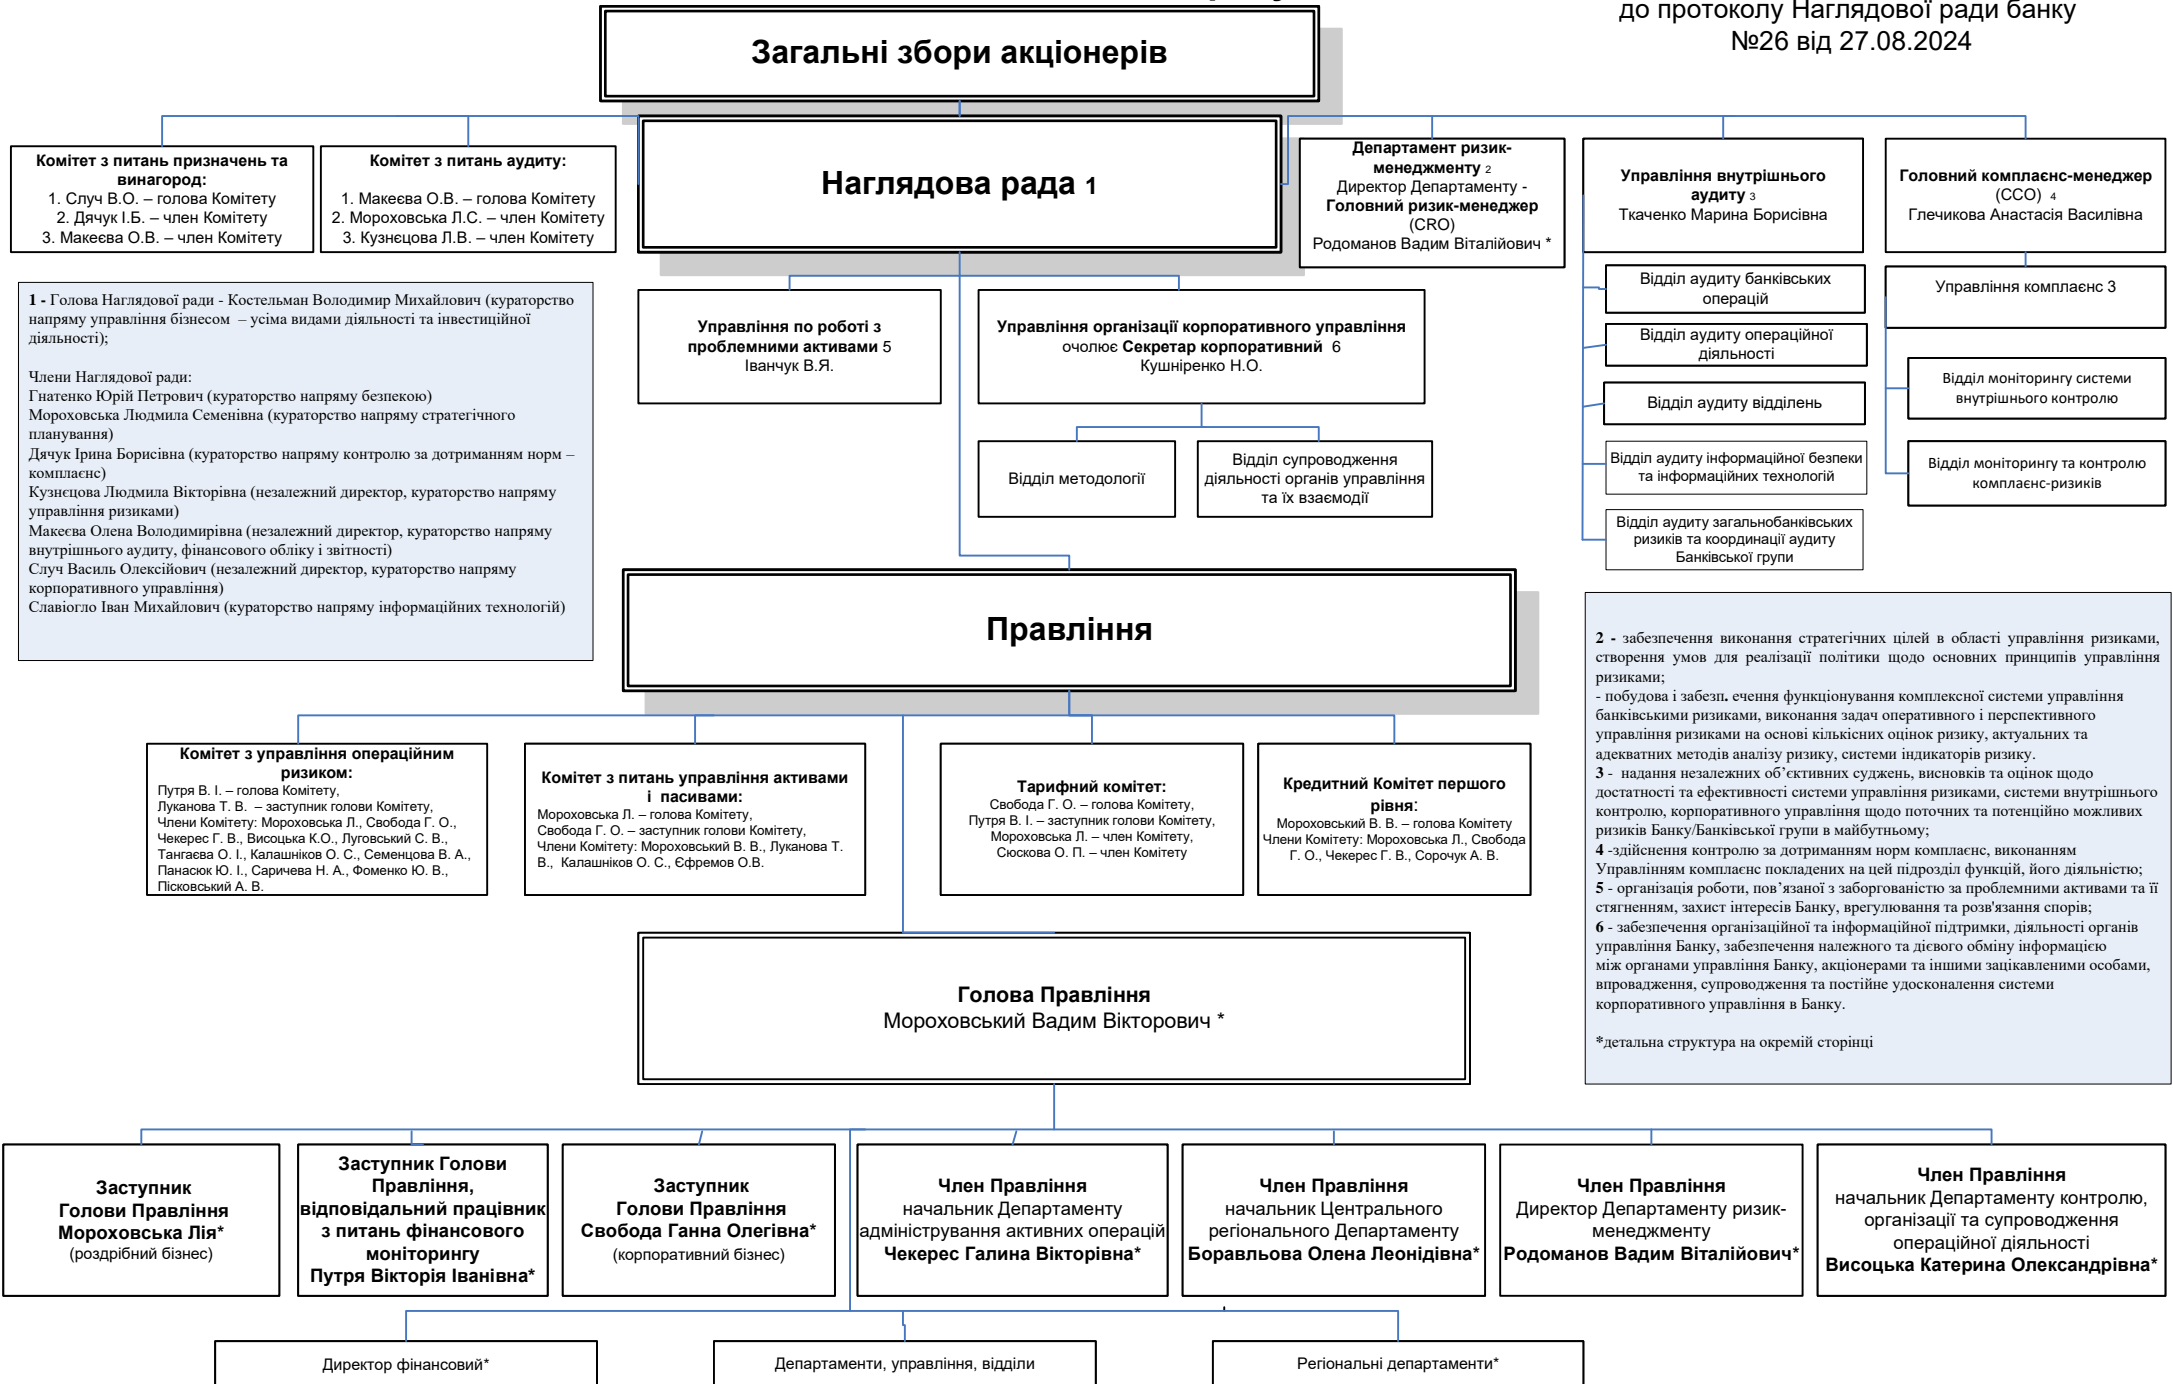 до протоколу Наглядової ради банку
№26 від 27.08.2024
Загальні збори акціонерів
Комітет з питань призначень та
винагород:
1. Случ В.О. – голова Комітету
2. Дячук І.Б. – член Комітету
3. Макеєва О.В. – член Комітету
Комітет з питань аудиту:
1. Макеєва О.В. – голова Комітету
2. Мороховська Л.С. – член Комітету
3. Кузнєцова Л.В. – член Комітету
Наглядова рада 1
Департамент ризик-
менеджменту 2
Директор Департаменту -
Головний ризик-менеджер
(CRO)
Родоманов Вадим Віталійович *
Управління внутрішнього
аудиту 3
Ткаченко Марина Борисівна
Головний комплаєнс-менеджер
(ССО) 4
Глечикова Анастасія Василівна
1 - Голова Наглядової ради - Костельман Володимир Михайлович (кураторство
напряму управління бізнесом – усіма видами діяльності та інвестиційної
діяльності);
Члени Наглядової ради:
Гнатенко Юрій Петрович (кураторство напряму безпекою)
Мороховська Людмила Семенівна (кураторство напряму стратегічного
планування)
Дячук Ірина Борисівна (кураторство напряму контролю за дотриманням норм –
комплаєнс)
Кузнєцова Людмила Вікторівна (незалежний директор, кураторство напряму
управління ризиками)
Макеєва Олена Володимирівна (незалежний директор, кураторство напряму
внутрішнього аудиту, фінансового обліку і звітності)
Случ Василь Олексійович (незалежний директор, кураторство напряму
корпоративного управління)
Славіогло Іван Михайлович (кураторство напряму інформаційних технологій)
Управління по роботі з
проблемними активами 5
Іванчук В.Я.
Управління організації корпоративного управління
очолює Секретар корпоративний 6
Кушніренко Н.О.
Відділ методології
Відділ супроводження
діяльності органів управління
та їх взаємодії
Відділ аудиту банківських
операцій
Відділ аудиту операційної
діяльності
Відділ аудиту відділень
Відділ аудиту інформаційної безпеки
та інформаційних технологій
Відділ аудиту загальнобанківських
ризиків та координації аудиту
Банківської групи
Управління комплаєнс 3
Відділ моніторингу системи
внутрішнього контролю
Відділ моніторингу та контролю
комплаєнс-ризиків
Правління
2 - забезпечення виконання стратегічних цілей в області управління ризиками,
створення умов для реалізації політики щодо основних принципів управління
ризиками;
- побудова і забезп. ечення функціонування комплексної системи управління
банківськими ризиками, виконання задач оперативного і перспективного
управління ризиками на основі кількісних оцінок ризику, актуальних та
адекватних методів аналізу ризику, системи індикаторів ризику.
3 - надання незалежних об’єктивних суджень, висновків та оцінок щодо
достатності та ефективності системи управління ризиками, системи внутрішнього
контролю, корпоративного управління щодо поточних та потенційно можливих
ризиків Банку/Банківської групи в майбутньому;
4 -здійснення контролю за дотриманням норм комплаєнс, виконанням
Управлінням комплаєнс покладених на цей підрозділ функцій, його діяльністю;
5 - організація роботи, пов’язаної з заборгованістю за проблемними активами та її
стягненням, захист інтересів Банку, врегулювання та розв'язання спорів;
6 - забезпечення організаційної та інформаційної підтримки, діяльності органів
управління Банку, забезпечення належного та дієвого обміну інформацією
між органами управління Банку, акціонерами та іншими зацікавленими особами,
впровадження, супроводження та постійне удосконалення системи
корпоративного управління в Банку.
*детальна структура на окремій сторінці
Комітет з управління операційним
ризиком:
Путря В. І. – голова Комітету,
Луканова Т. В. – заступник голови Комітету,
Члени Комітету: Мороховська Л., Свобода Г. О.,
Чекерес Г. В., Висоцька К.О., Луговський С. В.,
Тангаєва О. І., Калашніков О. С., Семенцова В. А.,
Панасюк Ю. І., Саричева Н. А., Фоменко Ю. В.,
Пісковський А. В.
Комітет з питань управління активами
і пасивами:
Мороховська Л. – голова Комітету,
Свобода Г. О. – заступник голови Комітету,
Члени Комітету: Мороховський В. В., Луканова Т.
В., Калашніков О. С., Єфремов О.В.
Тарифний комітет:
Свобода Г. О. – голова Комітету,
Путря В. І. – заступник голови Комітету,
Мороховська Л. – член Комітету,
Сюскова О. П. – член Комітету
Кредитний Комітет першого
рівня:
Мороховський В. В. – голова Комітету
Члени Комітету: Мороховська Л., Свобода
Г. О., Чекерес Г. В., Сорочук А. В.
Голова Правління
Мороховський Вадим Вікторович *
Заступник
Голови Правління
Мороховська Лія*
(роздрібний бізнес)
Заступник Голови
Правління,
відповідальний працівник
з питань фінансового
моніторингу
Путря Вікторія Іванівна*
Заступник
Голови Правління
Свобода Ганна Олегівна*
(корпоративний бізнес)
Член Правління
начальник Департаменту
адміністрування активних операцій
Чекерес Галина Вікторівна*
Член Правління
начальник Центрального
регіонального Департаменту
Боравльова Олена Леонідівна*
Член Правління
Директор Департаменту ризик-
менеджменту
Родоманов Вадим Віталійович*
Член Правління
начальник Департаменту контролю,
організації та супроводження
операційної діяльності
Висоцька Катерина Олександрівна*
Директор фінансовий*
Департаменти, управління, відділи
Регіональні департаменти*